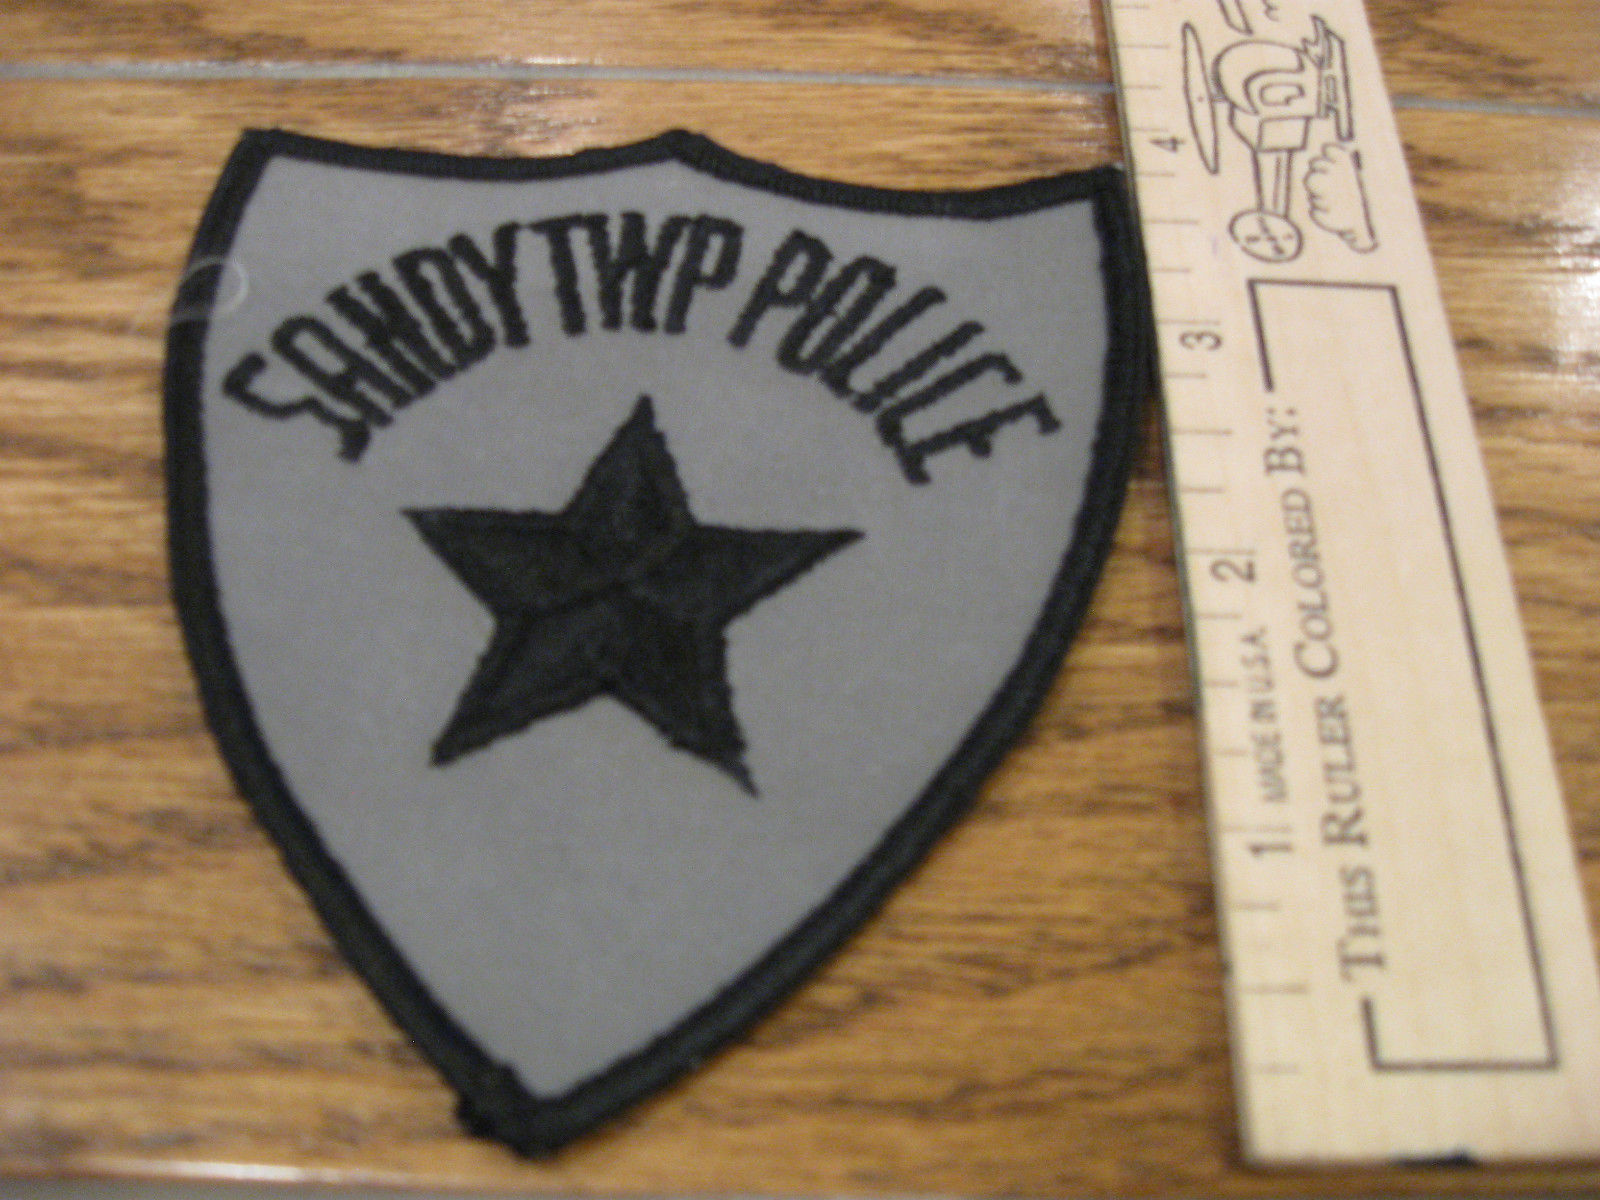 SANDY TWP POLICE
THIS RULER COLORED BY:
MADE IN U.S.A
1
2
3
4